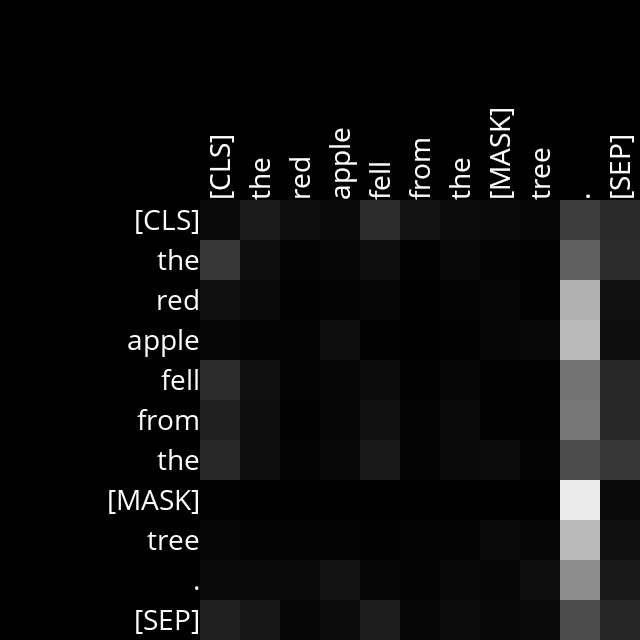 [CLS] the red apple fell from the [MASK] tree . [SEP]
[CLS]
the
red
apple
fell
from
the
[MASK]
tree
.
[SEP]